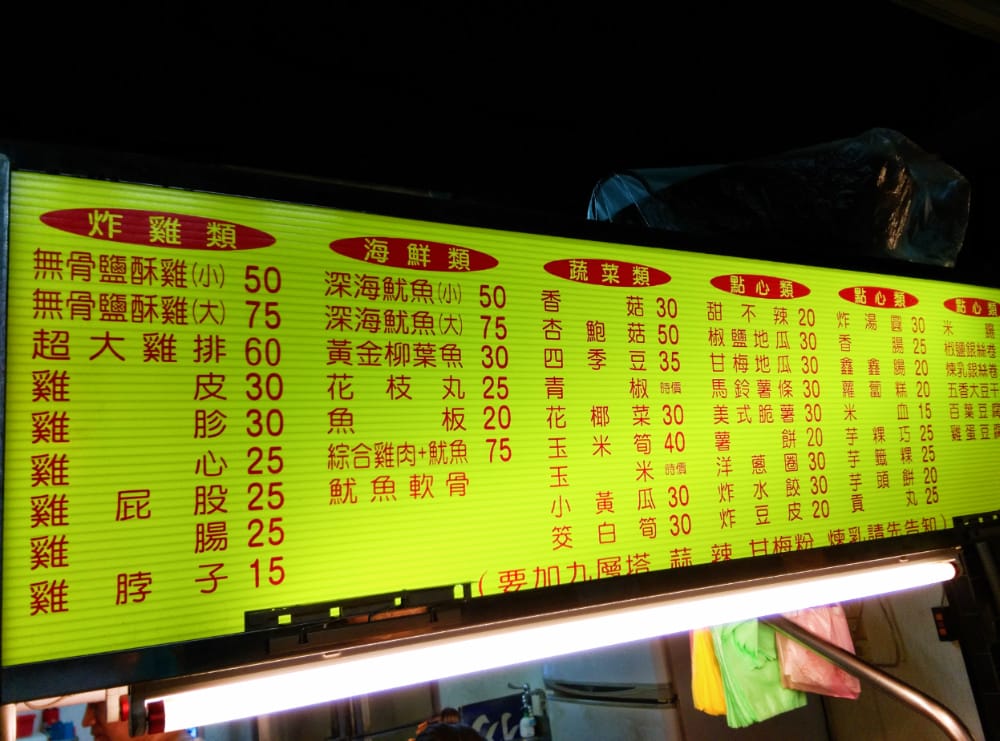 炸雞類
無骨鹽酥雞(小) 50
無骨鹽酥雞(大) 75
超大雞排 60
雞皮 30
雞胗 30
雞心 25
雞屁股 25
雞腸 25
雞脖子 15
海鮮類
深海魷魚(小) 50
深海魷魚(大) 75
黃金柳葉魚 30
花枝丸 25
魚板 20
綜合雞肉+魷魚 75
魷魚軟骨
蔬菜類
香菇 30
杏鮑菇 50
四季豆 35
青椒 時價
花椰菜 30
玉米筍 40
玉米 時價
小黃瓜 30
筊白筍 30
點心類
甜不辣 20
椒鹽地瓜 30
甘梅地瓜 30
馬鈴薯條 30
美式脆薯 30
薯餅 20
洋蔥圈 30
炸水餃 30
炸豆皮 20
點心類
炸湯圓 30
香腸 25
鑫鑫腸 20
蘿蔔糕 20
米血 15
芋粿巧 25
芋籤粿 25
芋頭餅 20
貢丸 25
點心類
米腸
椒鹽銀絲卷
煉乳銀絲卷
五香大豆干
百葉豆腐
雞蛋豆腐
(要加九層塔 蒜 辣 甘梅粉 煉乳請先告知)